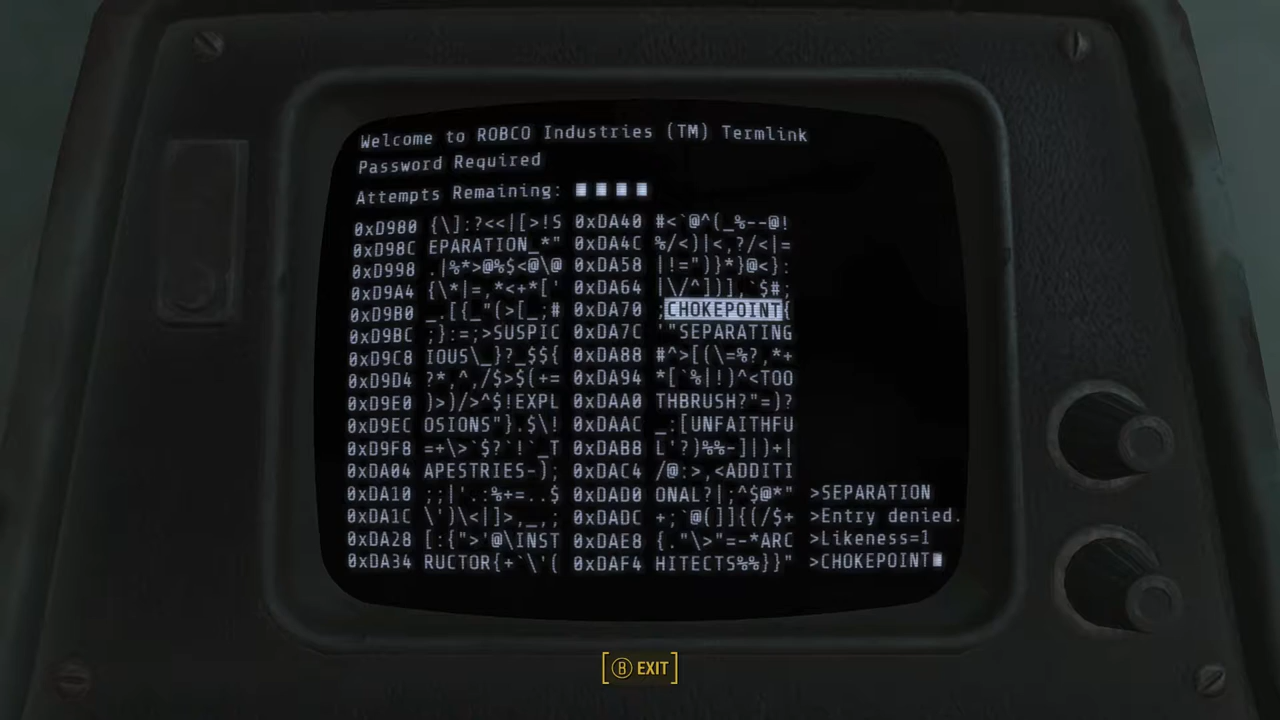 Welcome to ROBCO Industries (TM) Termlink
Password Required
Attempts Remaining: ■ ■ ■ ■
0xD980 {\]:?<<|[>!S 0xDA40 #<`@^(_%--@!
0xD98C EPARATION_*" 0xDA4C %/<)|<,?/<|=
0xD998 .|%*>@%$<@\@ 0xDA58 |!=")}*}@<}:
0xD9A4 {\*|=,*<+*[' 0xDA64 |\/^])],`$#;
0xD9B0 _.[{_"(>[_;# 0xDA70 ;CHOKEPOINT{
0xD9BC ;}:=;>SUSPIC 0xDA7C '"SEPARATING
0xD9C8 IOUS\_}?_$${ 0xDA88 #^>[(\=%?,*+
0xD9D4 ?*,^,/$>$(+= 0xDA94 *[`%|!)^<TOO
0xD9E0 )>)/>^$!EXPL 0xDAA0 THBRUSH?"=)?
0xD9EC OSIONS"}.$\! 0xDAAC _:[UNFAITHFU
0xD9F8 =+\>`$?`!`_T 0xDAB8 L'?)%%-]|)+|
0xDA04 APESTRIES-); 0xDAC4 /@:>,<ADDITI
0xDA10 ;;|'.:%+=..$ 0xDAD0 ONAL?|;^$@*" >SEPARATION
0xDA1C \')\<|]>,_,; 0xDADC +;`@(]]{(/$+ >Entry denied.
0xDA28 [:{">'@\INST 0xDAE8 {."\>"=-*ARC >Likeness=1
0xDA34 RUCTOR{+`\'( 0xDAF4 HITECTS%%}}" >CHOKEPOINT■
[Ⓑ EXIT]